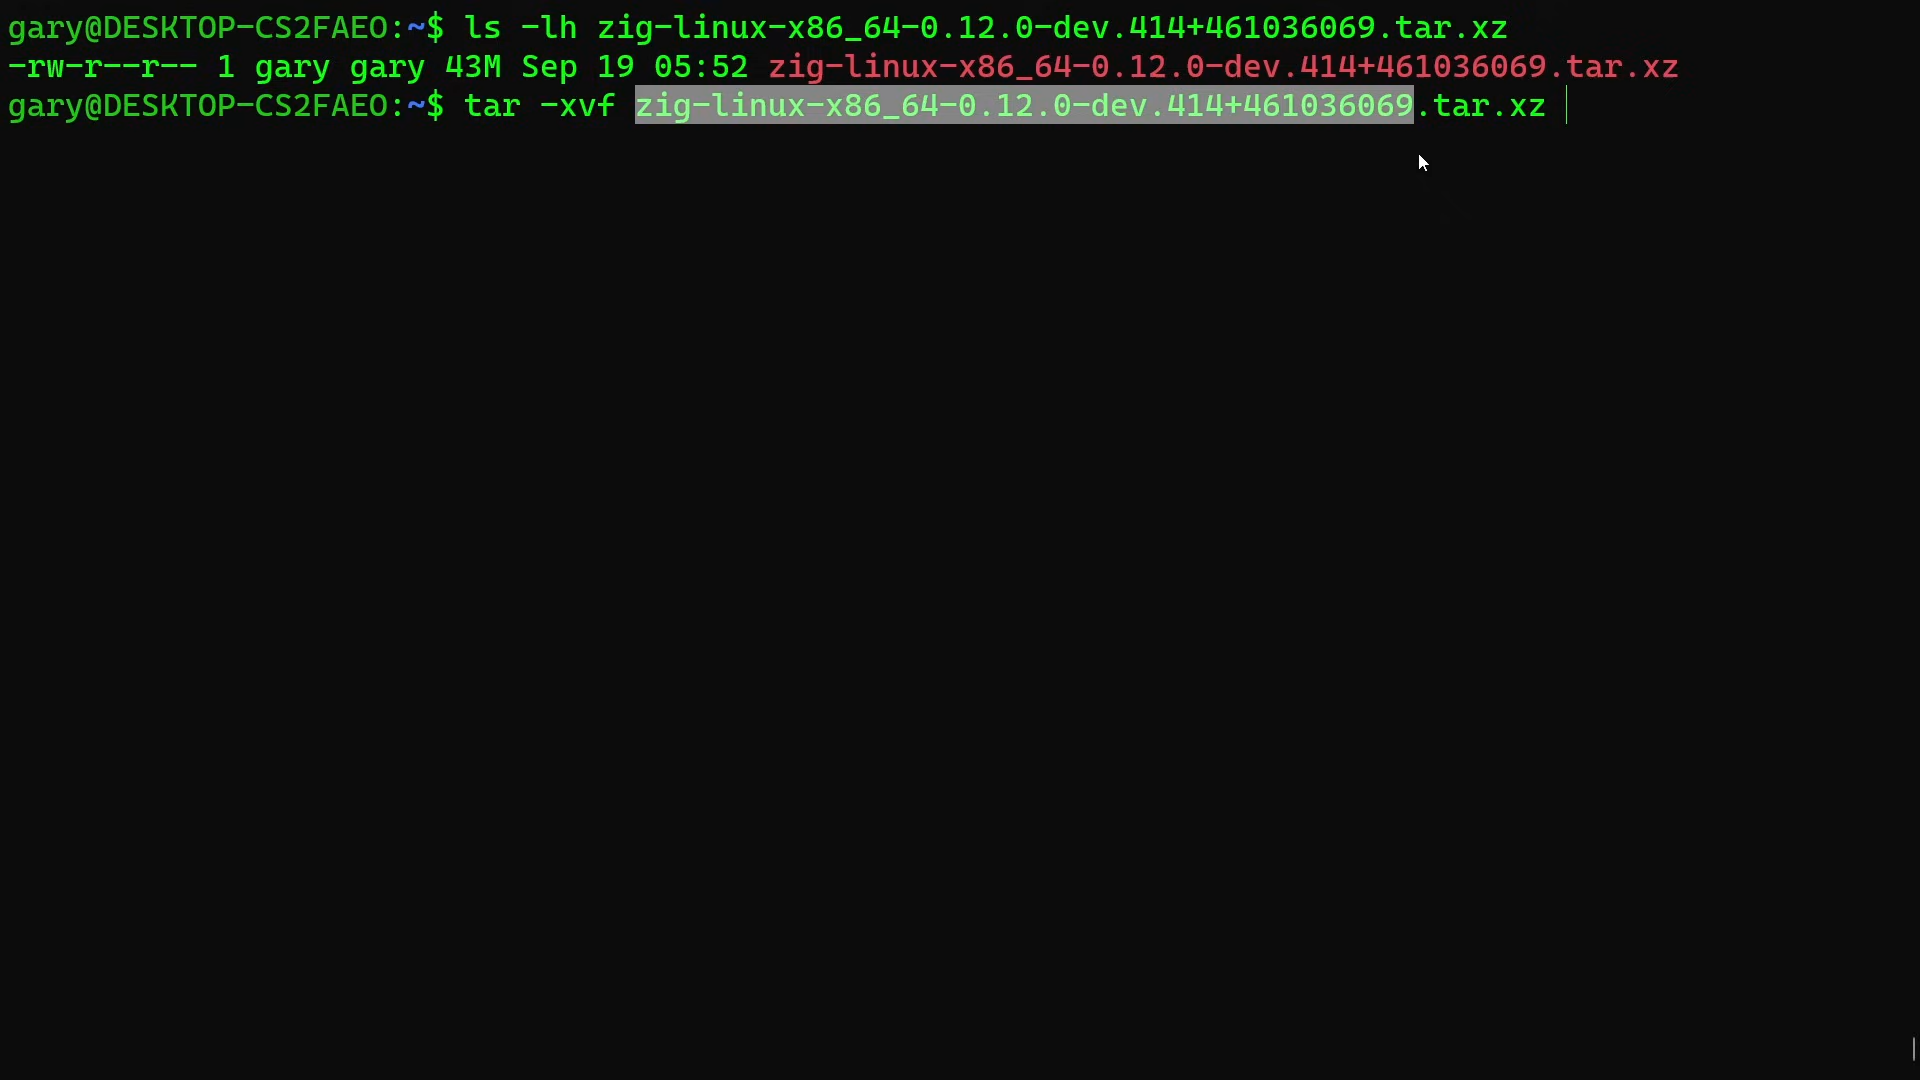 gary@DESKTOP-CS2FAEO:~$ ls -lh zig-linux-x86_64-0.12.0-dev.414+461036069.tar.xz
-rw-r--r-- 1 gary gary 43M Sep 19 05:52 zig-linux-x86_64-0.12.0-dev.414+461036069.tar.xz
gary@DESKTOP-CS2FAEO:~$ tar -xvf zig-linux-x86_64-0.12.0-dev.414+461036069.tar.xz